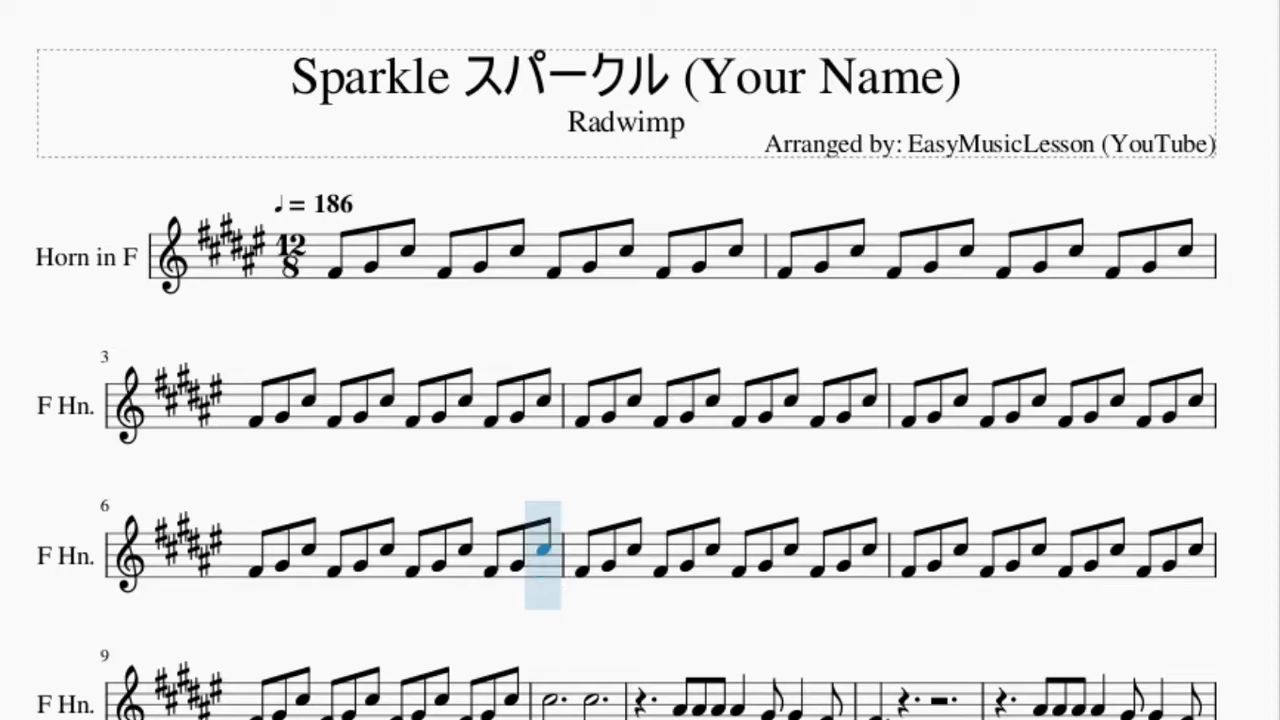 Sparkle スパークル (Your Name)
Radwimp
Arranged by: EasyMusicLesson (YouTube)
♩ = 186
Horn in F
12
8
3
F Hn.
6
F Hn.
9
F Hn.